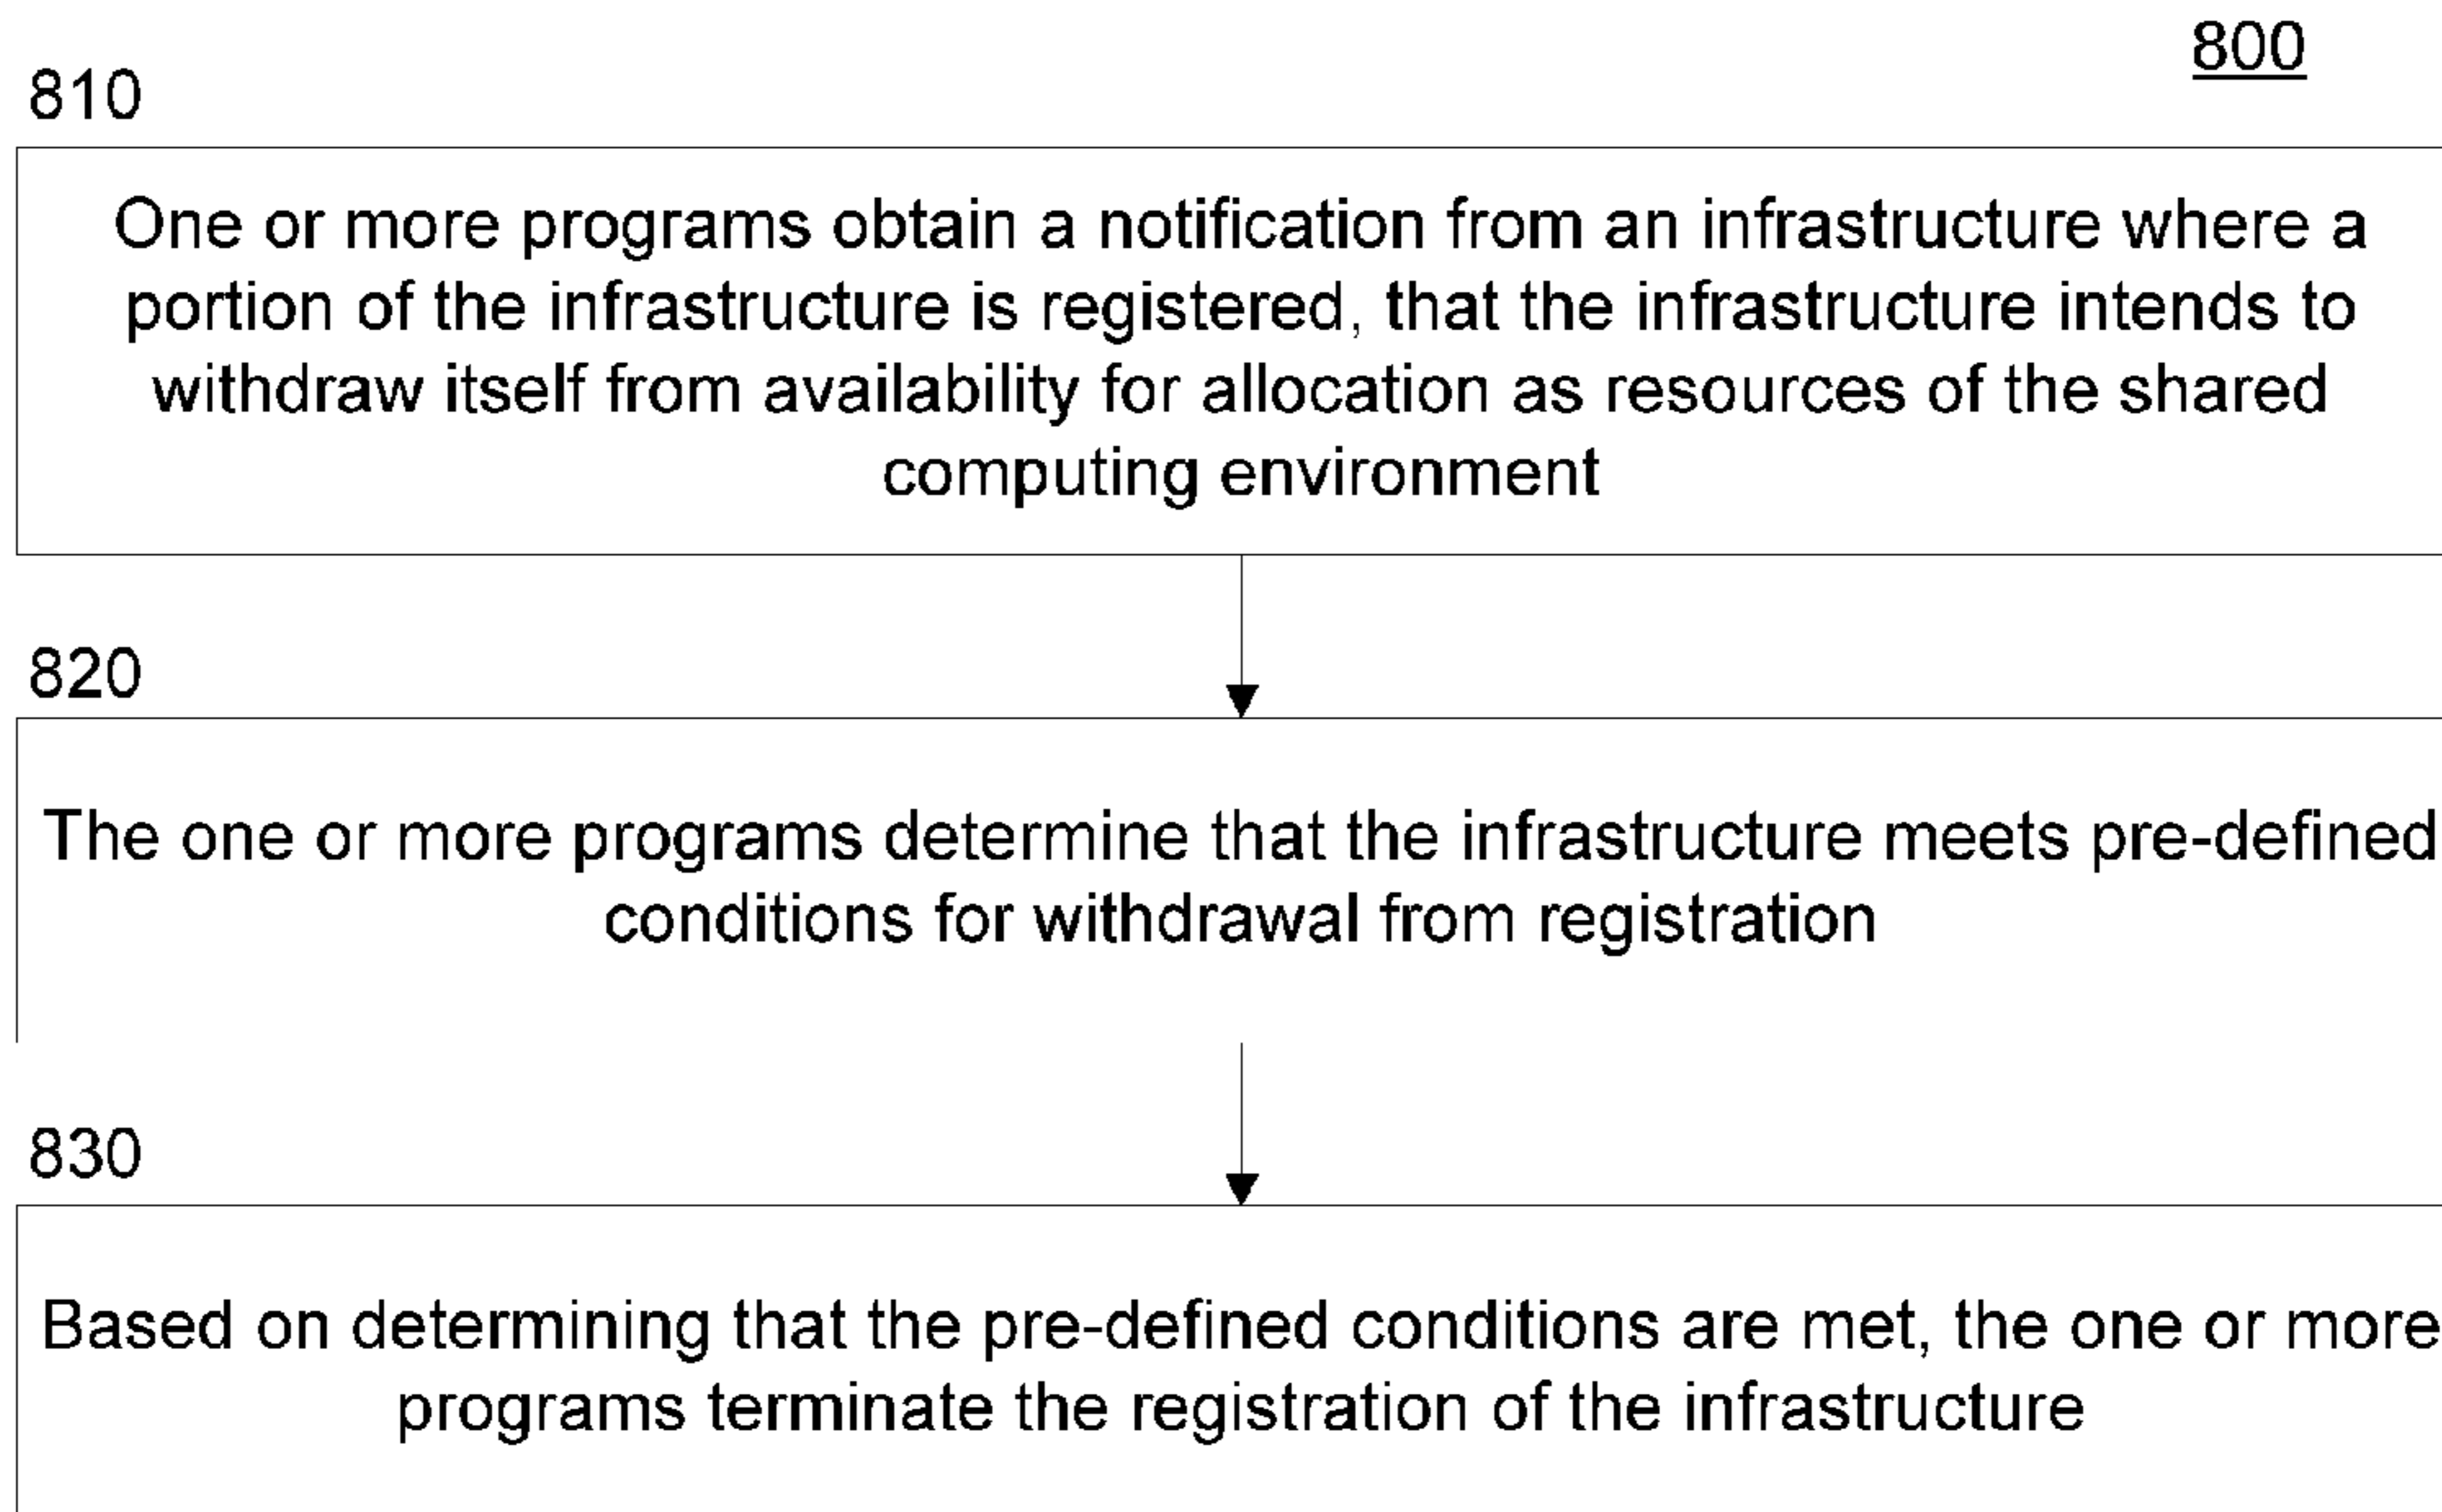 800
810
One or more programs obtain a notification from an infrastructure where a
portion of the infrastructure is registered, that the infrastructure intends to
withdraw itself from availability for allocation as resources of the shared
computing environment
820
The one or more programs determine that the infrastructure meets pre-defined
conditions for withdrawal from registration
830
Based on determining that the pre-defined conditions are met, the one or more
programs terminate the registration of the infrastructure